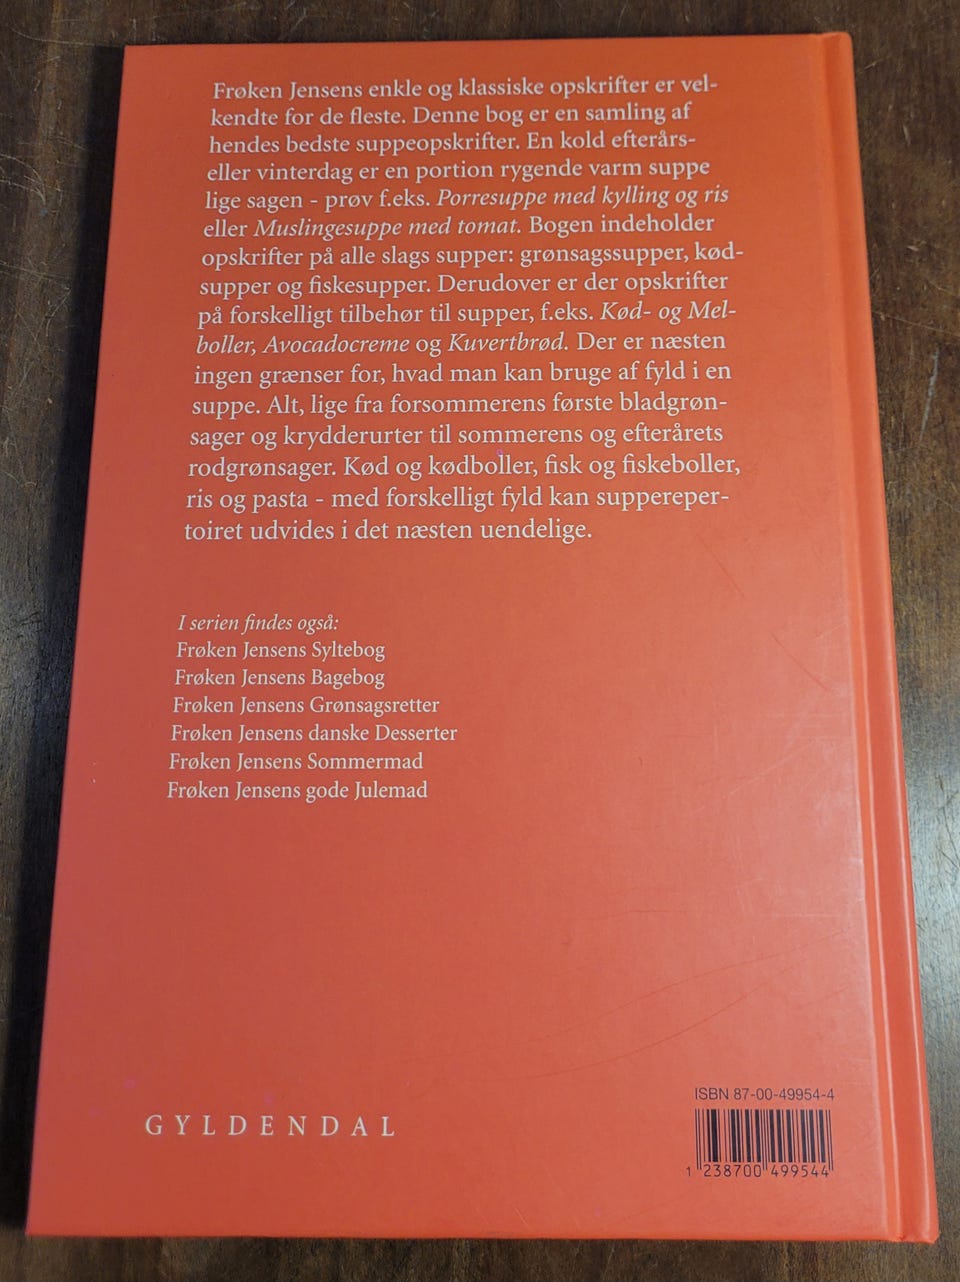 Frøken Jensens enkle og klassiske opskrifter er vel-
kendte for de fleste. Denne bog er en samling af
hendes bedste suppeopskrifter. En kold efterårs-
eller vinterdag er en portion rygende varm suppe
lige sagen - prøv f.eks. Porresuppe med kylling og ris
eller Muslingesuppe med tomat. Bogen indeholder
opskrifter på alle slags supper: grønsagssupper, kød-
supper og fiskesupper. Derudover er der opskrifter
på forskelligt tilbehør til supper, f.eks. Kød- og Mel-
boller, Avocadocreme og Kuvertbrød. Der er næsten
ingen grænser for, hvad man kan bruge af fyld i en
suppe. Alt, lige fra forsommerens første bladgrøn-
sager og krydderurter til sommerens og efterårets
rodgrønsager. Kød og kødboller, fisk og fiskeboller,
ris og pasta - med forskelligt fyld kan supperepер-
toiret udvides i det næsten uendelige.
I serien findes også:
Frøken Jensens Syltebog
Frøken Jensens Bagebog
Frøken Jensens Grønsagsretter
Frøken Jensens danske Desserter
Frøken Jensens Sommermad
Frøken Jensens gode Julemad
GYLDENDAL
ISBN 87-00-49954-4
1 238700 499544